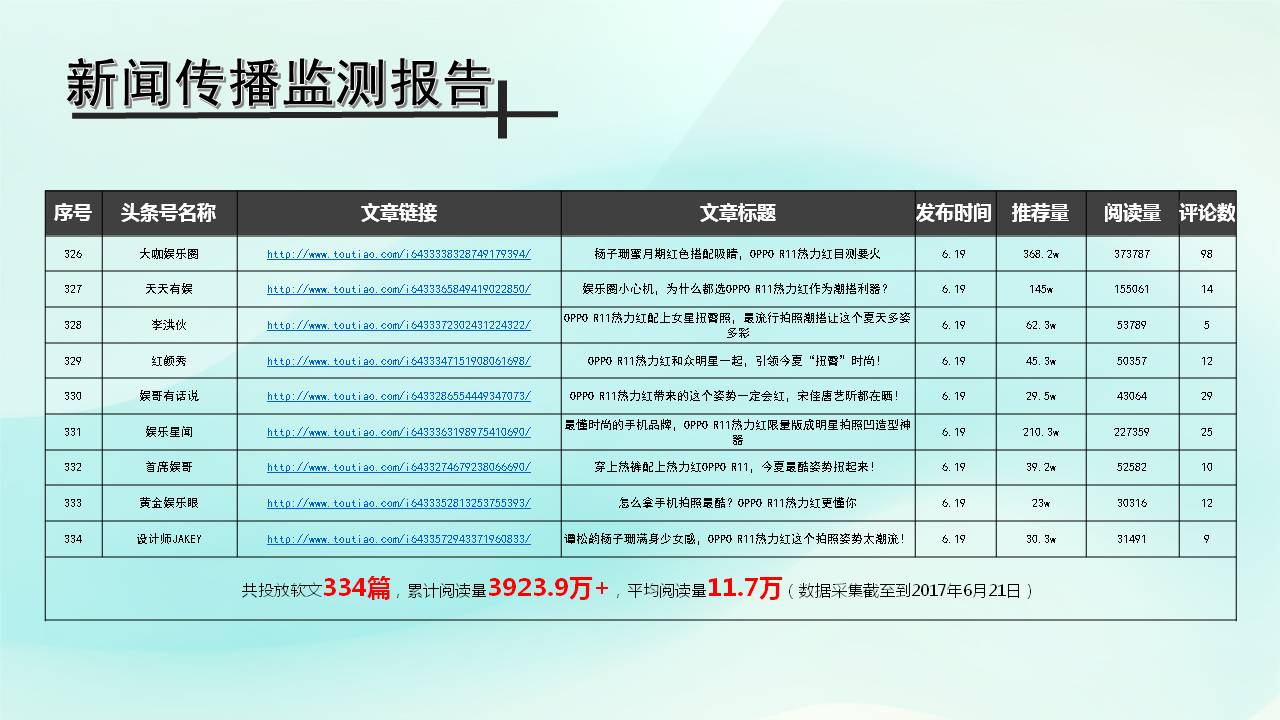 新闻传播监测报告
序号 头条号名称 文章链接 文章标题 发布时间 推荐量 阅读量 评论数
326 大咖娱乐圈 http://www.toutiao.com/i6433338328749179394/ 杨子珊蜜月期红色搭配吸睛，OPPO R11热力红目测要火 6.19 368.2w 373787 98
327 天天有娱 http://www.toutiao.com/i6433365849419022850/ 娱乐圈小心机，为什么都选OPPO R11热力红作为潮搭利器？ 6.19 145w 155061 14
328 李洪伙 http://www.toutiao.com/i6433372302431224322/ OPPO R11热力红配上女星扭臀照，最流行拍照潮搭让这个夏天多姿
多彩 6.19 62.3w 53789 5
329 红颜秀 http://www.toutiao.com/i6433347151908061698/ OPPO R11热力红和众明星一起，引领今夏“扭臀”时尚！ 6.19 45.3w 50357 12
330 娱哥有话说 http://www.toutiao.com/i6433286554449347073/ OPPO R11热力红带来的这个姿势一定会红，宋佳唐艺昕都在晒！ 6.19 29.5w 43064 29
331 娱乐星闻 http://www.toutiao.com/i6433363198975410690/ 最懂时尚的手机品牌，OPPO R11热力红限量版成明星拍照凹造型神
器 6.19 210.3w 227359 25
332 首席娱哥 http://www.toutiao.com/i6433274679238066690/ 穿上热裤配上热力红OPPO R11，今夏最酷姿势扭起来！ 6.19 39.2w 52582 10
333 黄金娱乐眼 http://www.toutiao.com/i6433352813253755393/ 怎么拿手机拍照最酷？OPPO R11热力红更懂你 6.19 23w 30316 12
334 设计师JAKEY http://www.toutiao.com/i6433572943371960833/ 谭松韵杨子珊满身少女感，OPPO R11热力红这个拍照姿势太潮流！ 6.19 30.3w 31491 9
共投放软文334篇，累计阅读量3923.9万+，平均阅读量11.7万（数据采集截至到2017年6月21日）